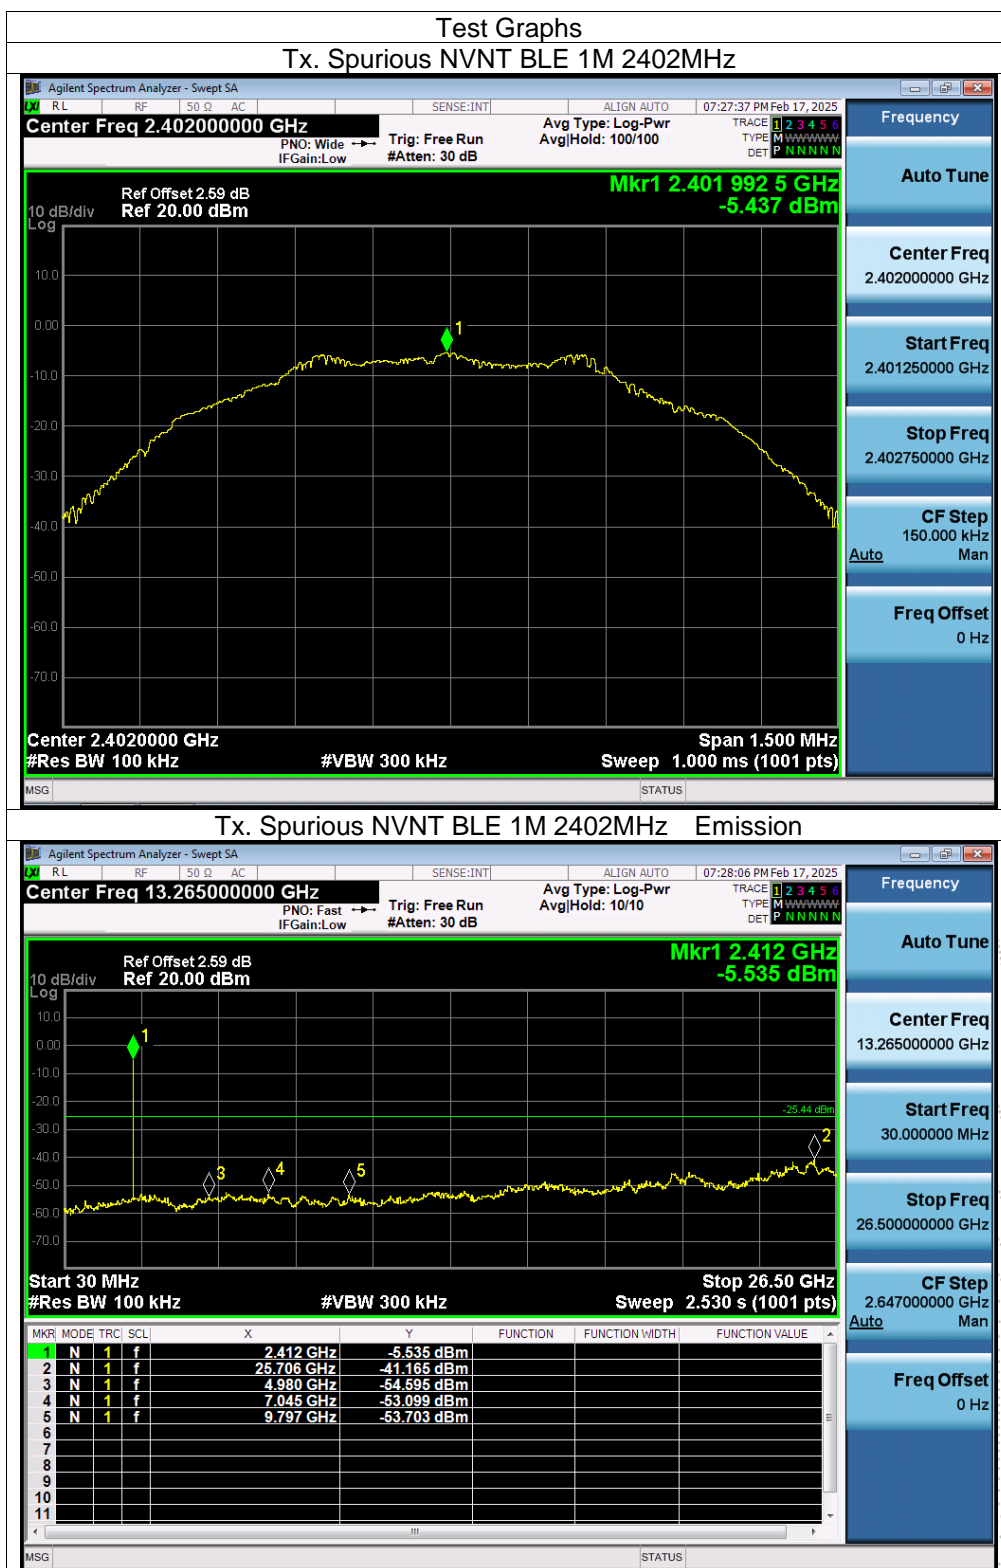 Test Graphs
Tx. Spurious NVNT BLE 1M 2402MHz
Agilent Spectrum Analyzer - Swept SA
LXI RL RF 50 Ω AC SENSE:INT ALIGN AUTO 07:27:37 PM Feb 17, 2025
Center Freq 2.402000000 GHz
PNO: Wide
IFGain:Low
Trig: Free Run
#Atten: 30 dB
Avg Type: Log-Pwr
Avg|Hold: 100/100
TRACE 1 2 3 4 5 6
TYPE M W W W W W
DET P N N N N N
Ref Offset 2.59 dB
10 dB/div Ref 20.00 dBm
Log
Mkr1 2.401 992 5 GHz
-5.437 dBm
10.0
0.00
-10.0
-20.0
-30.0
-40.0
-50.0
-60.0
-70.0
1
Center 2.4020000 GHz Span 1.500 MHz
#Res BW 100 kHz #VBW 300 kHz Sweep 1.000 ms (1001 pts)
MSG STATUS
Frequency
Auto Tune
Center Freq
2.402000000 GHz
Start Freq
2.401250000 GHz
Stop Freq
2.402750000 GHz
CF Step
150.000 kHz
Auto Man
Freq Offset
0 Hz
Tx. Spurious NVNT BLE 1M 2402MHz Emission
Agilent Spectrum Analyzer - Swept SA
LXI RL RF 50 Ω AC SENSE:INT ALIGN AUTO 07:28:06 PM Feb 17, 2025
Center Freq 13.265000000 GHz
PNO: Fast
IFGain:Low
Trig: Free Run
#Atten: 30 dB
Avg Type: Log-Pwr
Avg|Hold: 10/10
TRACE 1 2 3 4 5 6
TYPE M W W W W W
DET P N N N N N
Ref Offset 2.59 dB
10 dB/div Ref 20.00 dBm
Log
Mkr1 2.412 GHz
-5.535 dBm
10.0
0.00
-10.0
-20.0
-30.0
-40.0
-50.0
-60.0
-70.0
1
-25.44 dBm
2
3
4
5
Start 30 MHz Stop 26.50 GHz
#Res BW 100 kHz #VBW 300 kHz Sweep 2.530 s (1001 pts)
MKR MODE TRC SCL X Y FUNCTION FUNCTION WIDTH FUNCTION VALUE
1 N 1 f 2.412 GHz -5.535 dBm
2 N 1 f 25.706 GHz -41.165 dBm
3 N 1 f 4.980 GHz -54.595 dBm
4 N 1 f 7.045 GHz -53.099 dBm
5 N 1 f 9.797 GHz -53.703 dBm
6
7
8
9
10
11
MSG STATUS
Frequency
Auto Tune
Center Freq
13.265000000 GHz
Start Freq
30.000000 MHz
Stop Freq
26.500000000 GHz
CF Step
2.647000000 GHz
Auto Man
Freq Offset
0 Hz